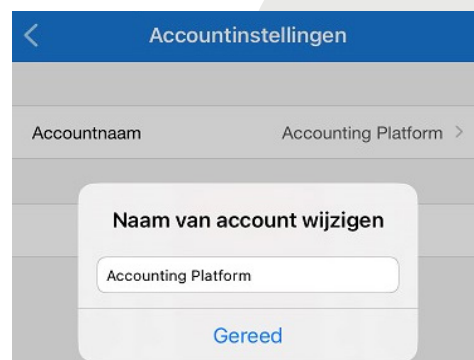 Accountinstellingen
Accountnaam Accounting Platform
Naam van account wijzigen
Accounting Platform
Gereed